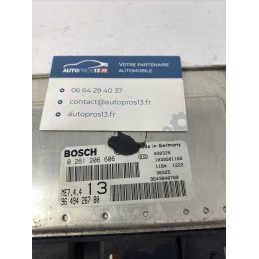 AUTOPROS13.FR
VOTRE PARTENAIRE
AUTOMOBILE
06 64 29 40 37
contact@autopros13.fr
autopros13.fr
Made in Germany
BOSCH
0 261 206 606
ME7.4.4
13
96 494 267 80